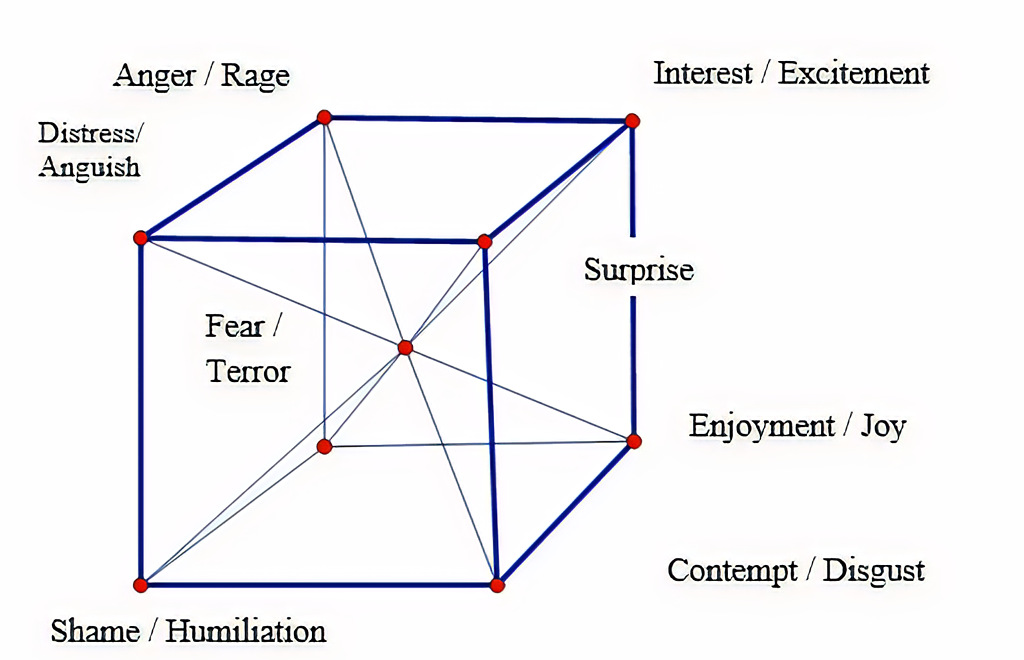 Anger / Rage
Interest / Excitement
Distress/
Anguish
Surprise
Fear /
Terror
Enjoyment / Joy
Contempt / Disgust
Shame / Humiliation